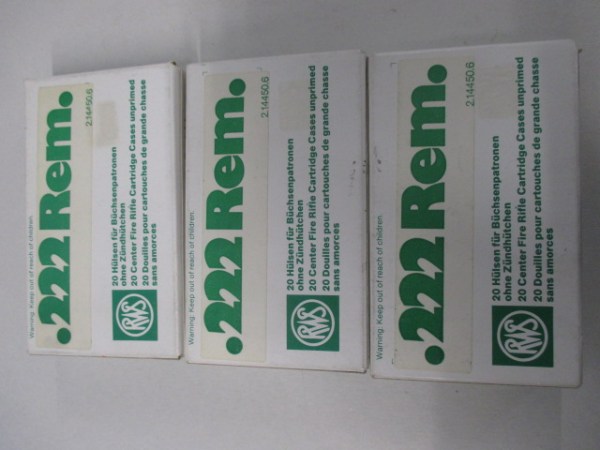 Warning: Keep out of reach of children.
.222 Rem.
2.14450.6
20 Hülsen für Büchsenpatronen
ohne Zündhütchen
20 Center Fire Rifle Cartridge Cases unprimed
20 Douilles pour cartouches de grande chasse
sans amorces
RWS
Warning: Keep out of reach of children.
.222 Rem.
2.14450.6
20 Hülsen für Büchsenpatronen
ohne Zündhütchen
20 Center Fire Rifle Cartridge Cases unprimed
20 Douilles pour cartouches de grande chasse
sans amorces
RWS
Warning: Keep out of reach of children.
.222 Rem.
2.14450.6
20 Hülsen für Büchsenpatronen
ohne Zündhütchen
20 Center Fire Rifle Cartridge Cases unprimed
20 Douilles pour cartouches de grande chasse
sans amorces
RWS